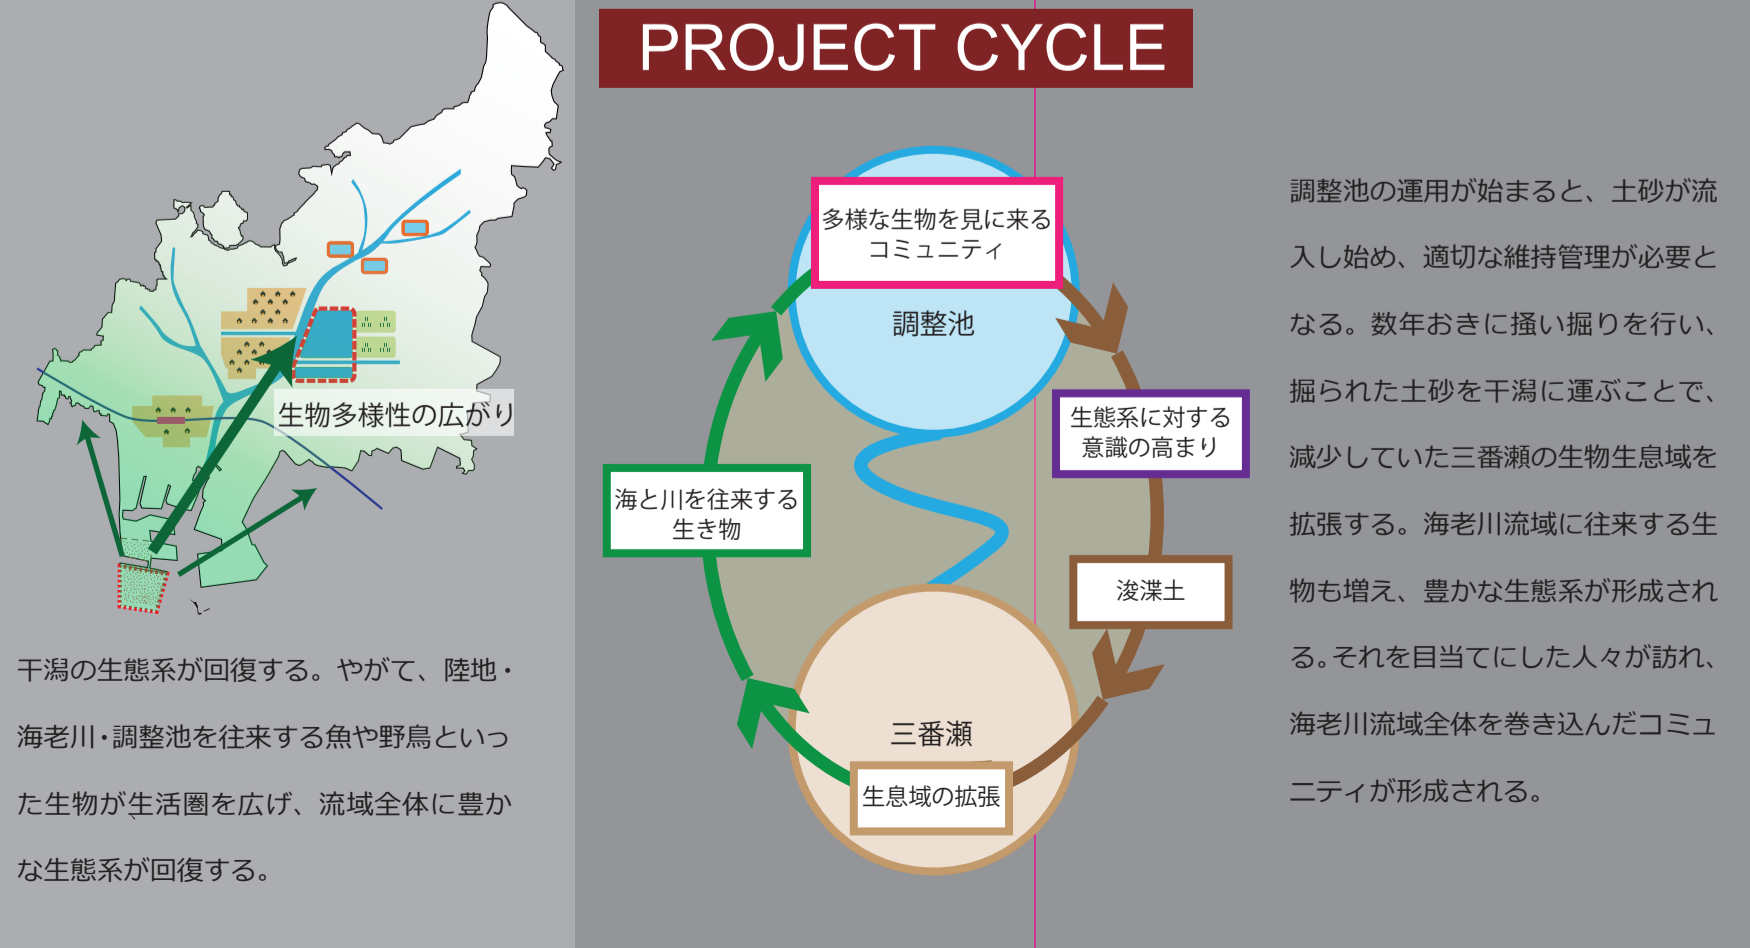 生物多様性の広がり
干潟の生態系が回復する。やがて、陸地・
海老川・調整池を往来する魚や野鳥といっ
た生物が生活圏を広げ、流域全体に豊か
な生態系が回復する。
PROJECT CYCLE
多様な生物を見に来る
コミュニティ
調整池
生態系に対する
意識の高まり
海と川を往来する
生き物
浚渫土
三番瀬
生息域の拡張
調整池の運用が始まると、土砂が流
入し始め、適切な維持管理が必要と
なる。数年おきに掻い掘りを行い、
掘られた土砂を干潟に運ぶことで、
減少していた三番瀬の生物生息域を
拡張する。海老川流域に往来する生
物も増え、豊かな生態系が形成され
る。それを目当てにした人々が訪れ、
海老川流域全体を巻き込んだコミュ
ニティが形成される。